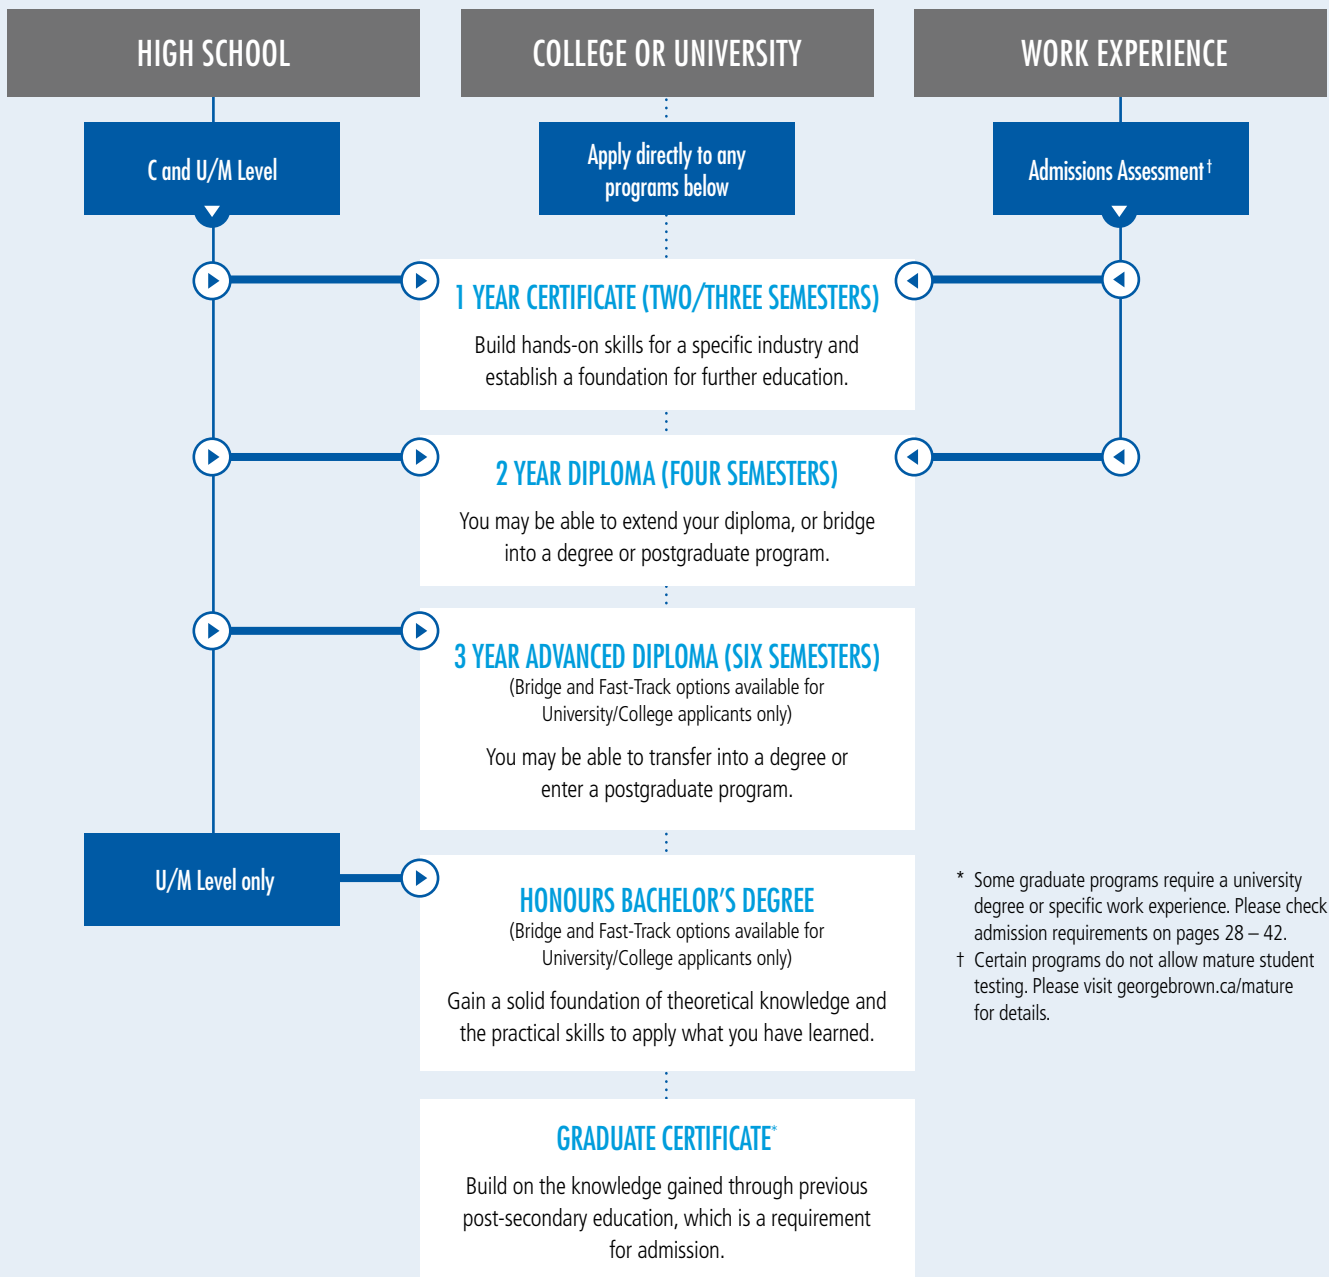 HIGH SCHOOL
COLLEGE OR UNIVERSITY
WORK EXPERIENCE
C and U/M Level
Apply directly to any
programs below
Admissions Assessment †
1 YEAR CERTIFICATE (TWO/THREE SEMESTERS)
Build hands-on skills for a specific industry and
establish a foundation for further education.
2 YEAR DIPLOMA (FOUR SEMESTERS)
You may be able to extend your diploma, or bridge
into a degree or postgraduate program.
3 YEAR ADVANCED DIPLOMA (SIX SEMESTERS)
(Bridge and Fast-Track options available for
University/College applicants only)
You may be able to transfer into a degree or
enter a postgraduate program.
U/M Level only
HONOURS BACHELOR'S DEGREE
(Bridge and Fast-Track options available for
University/College applicants only)
Gain a solid foundation of theoretical knowledge and
the practical skills to apply what you have learned.
* Some graduate programs require a university
degree or specific work experience. Please check
admission requirements on pages 28 – 42.
† Certain programs do not allow mature student
testing. Please visit georgebrown.ca/mature
for details.
GRADUATE CERTIFICATE*
Build on the knowledge gained through previous
post-secondary education, which is a requirement
for admission.